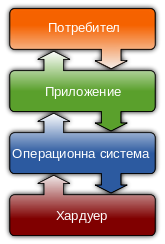 Потребител
Приложение
Операционна система
Хардуер